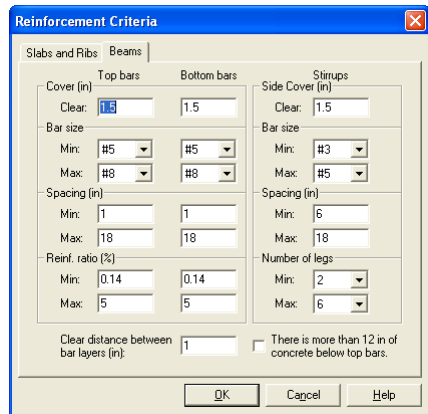 Reinforcement Criteria
Slabs and Ribs Beams
Top bars Bottom bars Stirrups
Cover (in) Side Cover (in)
Clear: 1.5 1.5 Clear: 1.5
Bar size Bar size
Min: #5 #5 Min: #3
Max: #8 #8 Max: #5
Spacing (in) Spacing (in)
Min: 1 1 Min: 6
Max: 18 18 Max: 18
Reinf. ratio (%) Number of legs
Min: 0.14 0.14 Min: 2
Max: 5 5 Max: 6
Clear distance between 1 There is more than 12 in of
bar layers (in): concrete below top bars.
OK Cancel Help